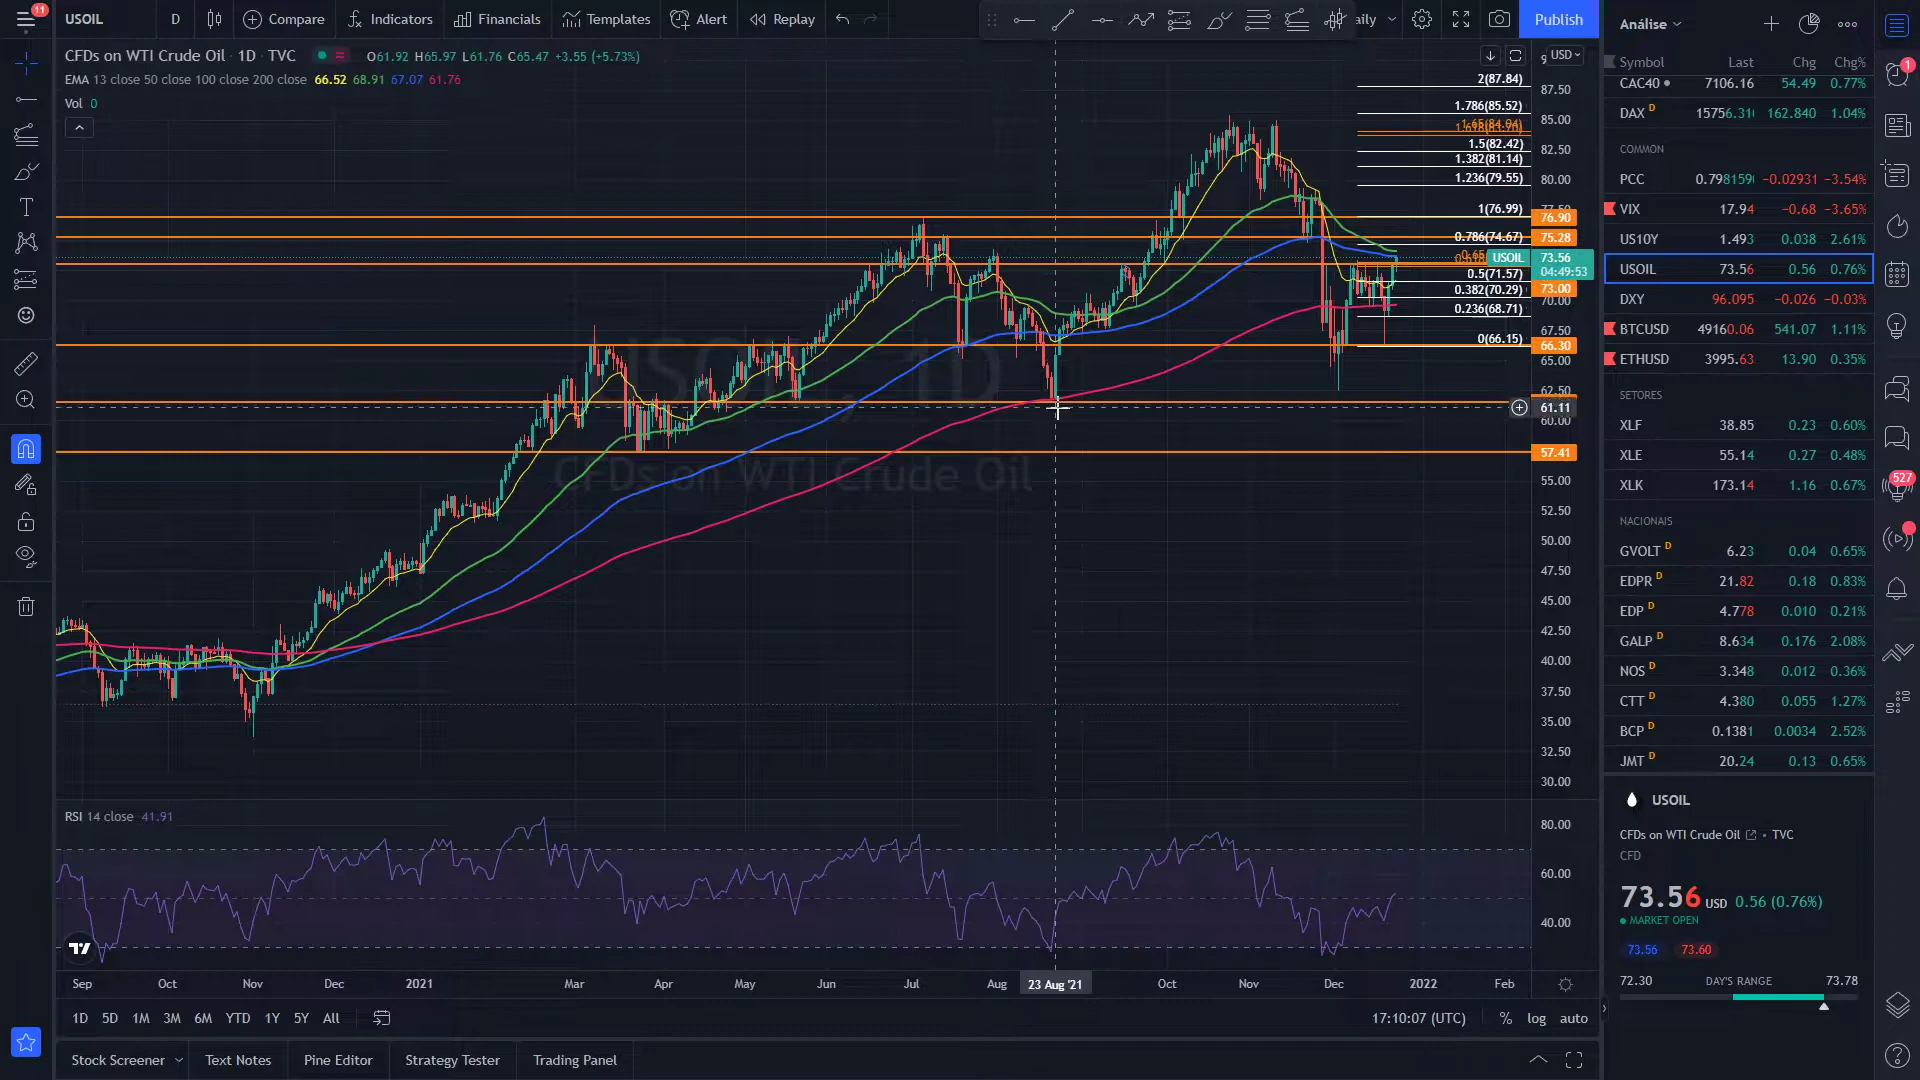 11
USOIL
D
Compare
Indicators
Financials
Templates
Alert
Replay
aily
Publish
CFDs on WTI Crude Oil · 1D · TVC
O61.92 H65.97 L61.76 C65.47 +3.55 (+5.73%)
EMA 13 close 50 close 100 close 200 close 66.52 68.91 67.07 61.76
Vol 0
USD
2(87.84)
1.786(85.52)
1.5(82.42)
1.382(81.14)
1.236(79.55)
1(76.99)
0.786(74.67)
0.5(71.57)
0.382(70.29)
0.236(68.71)
0(66.15)
87.50
85.00
82.50
80.00
76.90
75.28
USOIL 73.56
04:49:53
73.00
70.00
67.50
66.30
65.00
62.50
61.11
60.00
57.41
55.00
52.50
50.00
47.50
45.00
42.50
40.00
37.50
35.00
32.50
30.00
USOIL, 1D
CFDs on WTI Crude Oil
RSI 14 close 41.91
80.00
60.00
40.00
Sep Oct Nov Dec 2021 Mar Apr May Jun Jul Aug 23 Aug '21 Oct Nov Dec 2022 Feb
1D 5D 1M 3M 6M YTD 1Y 5Y All
17:10:07 (UTC) % log auto
Stock Screener Text Notes Pine Editor Strategy Tester Trading Panel
Análise
Symbol Last Chg Chg%
CAC40 7106.16 54.49 0.77%
DAX D 15756.310 162.840 1.04%
COMMON
PCC 0.7981590 −0.02931 −3.54%
VIX 17.94 −0.68 −3.65%
US10Y 1.493 0.038 2.61%
USOIL 73.56 0.56 0.76%
DXY 96.095 −0.026 −0.03%
BTCUSD 49160.06 541.07 1.11%
ETHUSD 3995.63 13.90 0.35%
SETORES
XLF 38.85 0.23 0.60%
XLE 55.14 0.27 0.48%
XLK 173.14 1.16 0.67%
NACIONAIS
GVOLT D 6.23 0.04 0.65%
EDPR D 21.82 0.18 0.83%
EDP D 4.778 0.010 0.21%
GALP D 8.634 0.176 2.08%
NOS D 3.348 0.012 0.36%
CTT D 4.380 0.055 1.27%
BCP D 0.1381 0.0034 2.52%
JMT D 20.24 0.13 0.65%
USOIL
CFDs on WTI Crude Oil • TVC
CFD
73.56 USD 0.56 (0.76%)
MARKET OPEN
73.56 73.60
72.30 DAY'S RANGE 73.78
1
527